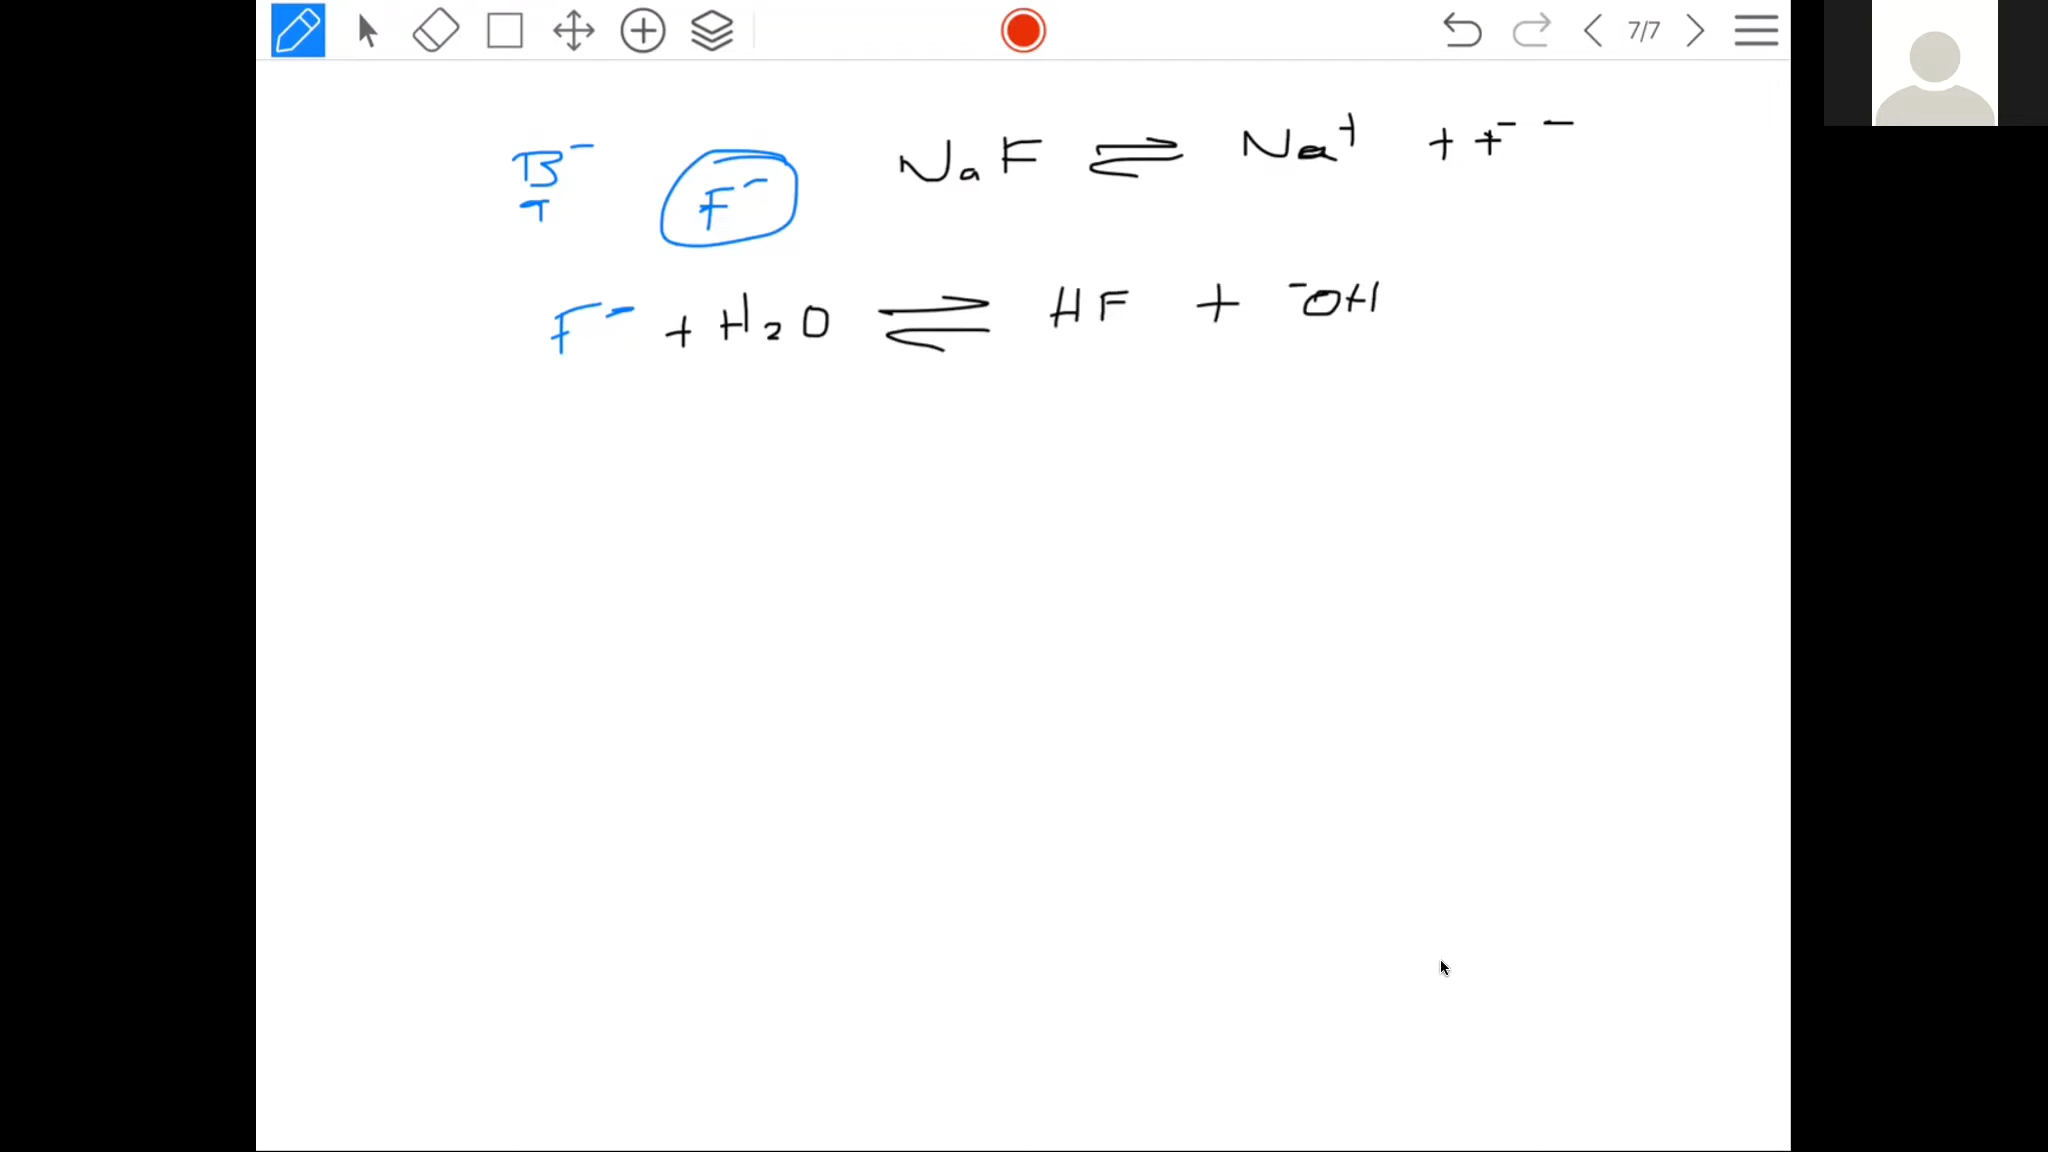 7/7
B⁻ F⁻ NaF ⇌ Na⁺ + F⁻ -
F⁻ + H₂O ⇌ HF + ⁻OH